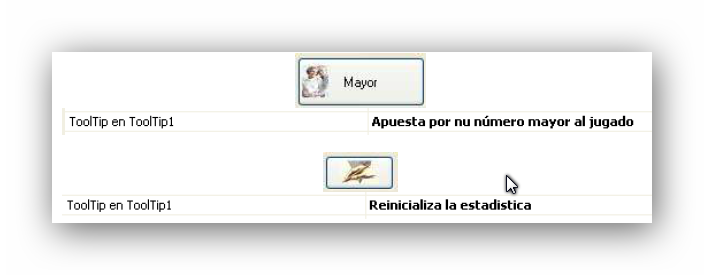 Mayor
ToolTip en ToolTip1 Apuesta por nu número mayor al jugado
ToolTip en ToolTip1 Reinicializa la estadistica